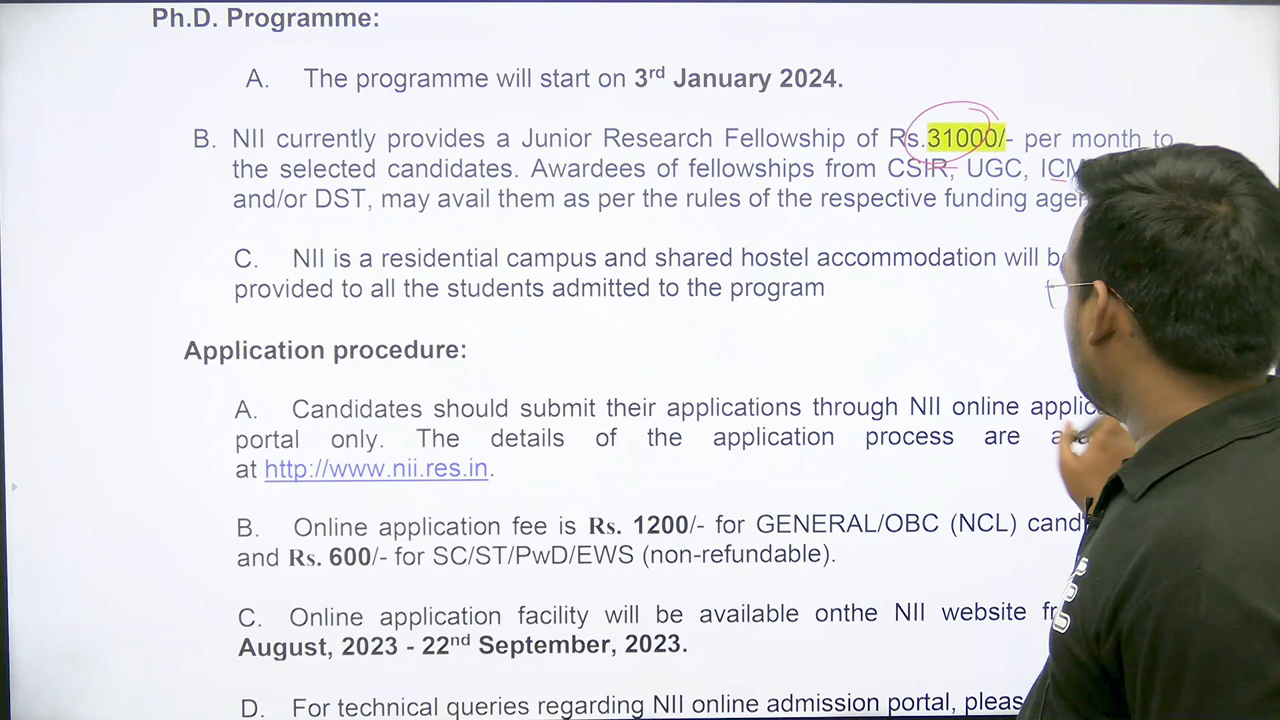 Ph.D. Programme:
A. The programme will start on 3rd January 2024.
B. NII currently provides a Junior Research Fellowship of Rs.31000/- per month to
the selected candidates. Awardees of fellowships from CSIR, UGC,
and/or DST, may avail them as per the rules of the respective funding
C. NII is a residential campus and shared hostel accommodation will
provided to all the students admitted to the program
Application procedure:
A. Candidates should submit their applications through NII online
portal only. The details of the application process are
at http://www.nii.res.in.
B. Online application fee is Rs. 1200/- for GENERAL/OBC (NCL)
and Rs. 600/- for SC/ST/PwD/EWS (non-refundable).
C. Online application facility will be available onthe NII website
August, 2023 - 22nd September, 2023.
D. For technical queries regarding NII online admission portal,